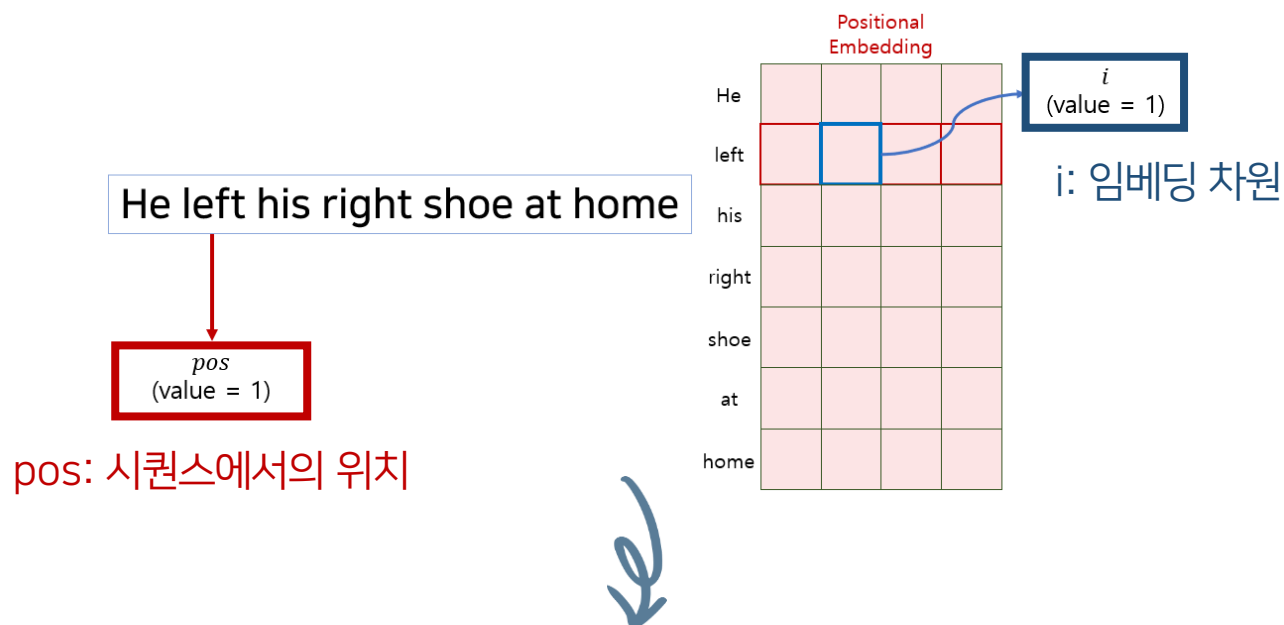 He left his right shoe at home
pos
(value = 1)
pos: 시퀀스에서의 위치
Positional
Embedding
He
left
his
right
shoe
at
home
i
(value = 1)
i: 임베딩 차원